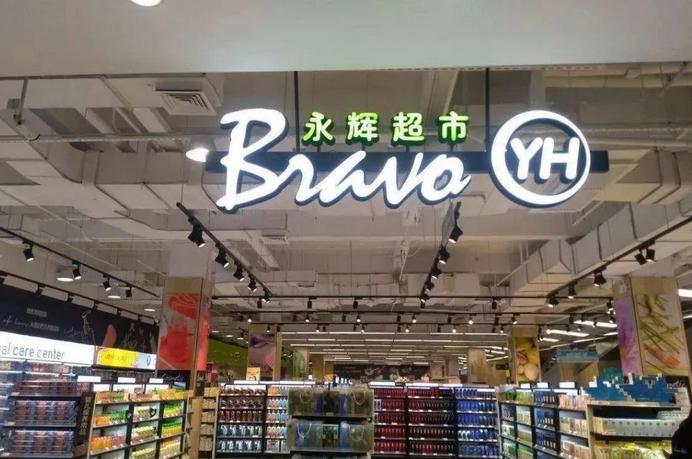 永辉超市
Bravo YH
al care center